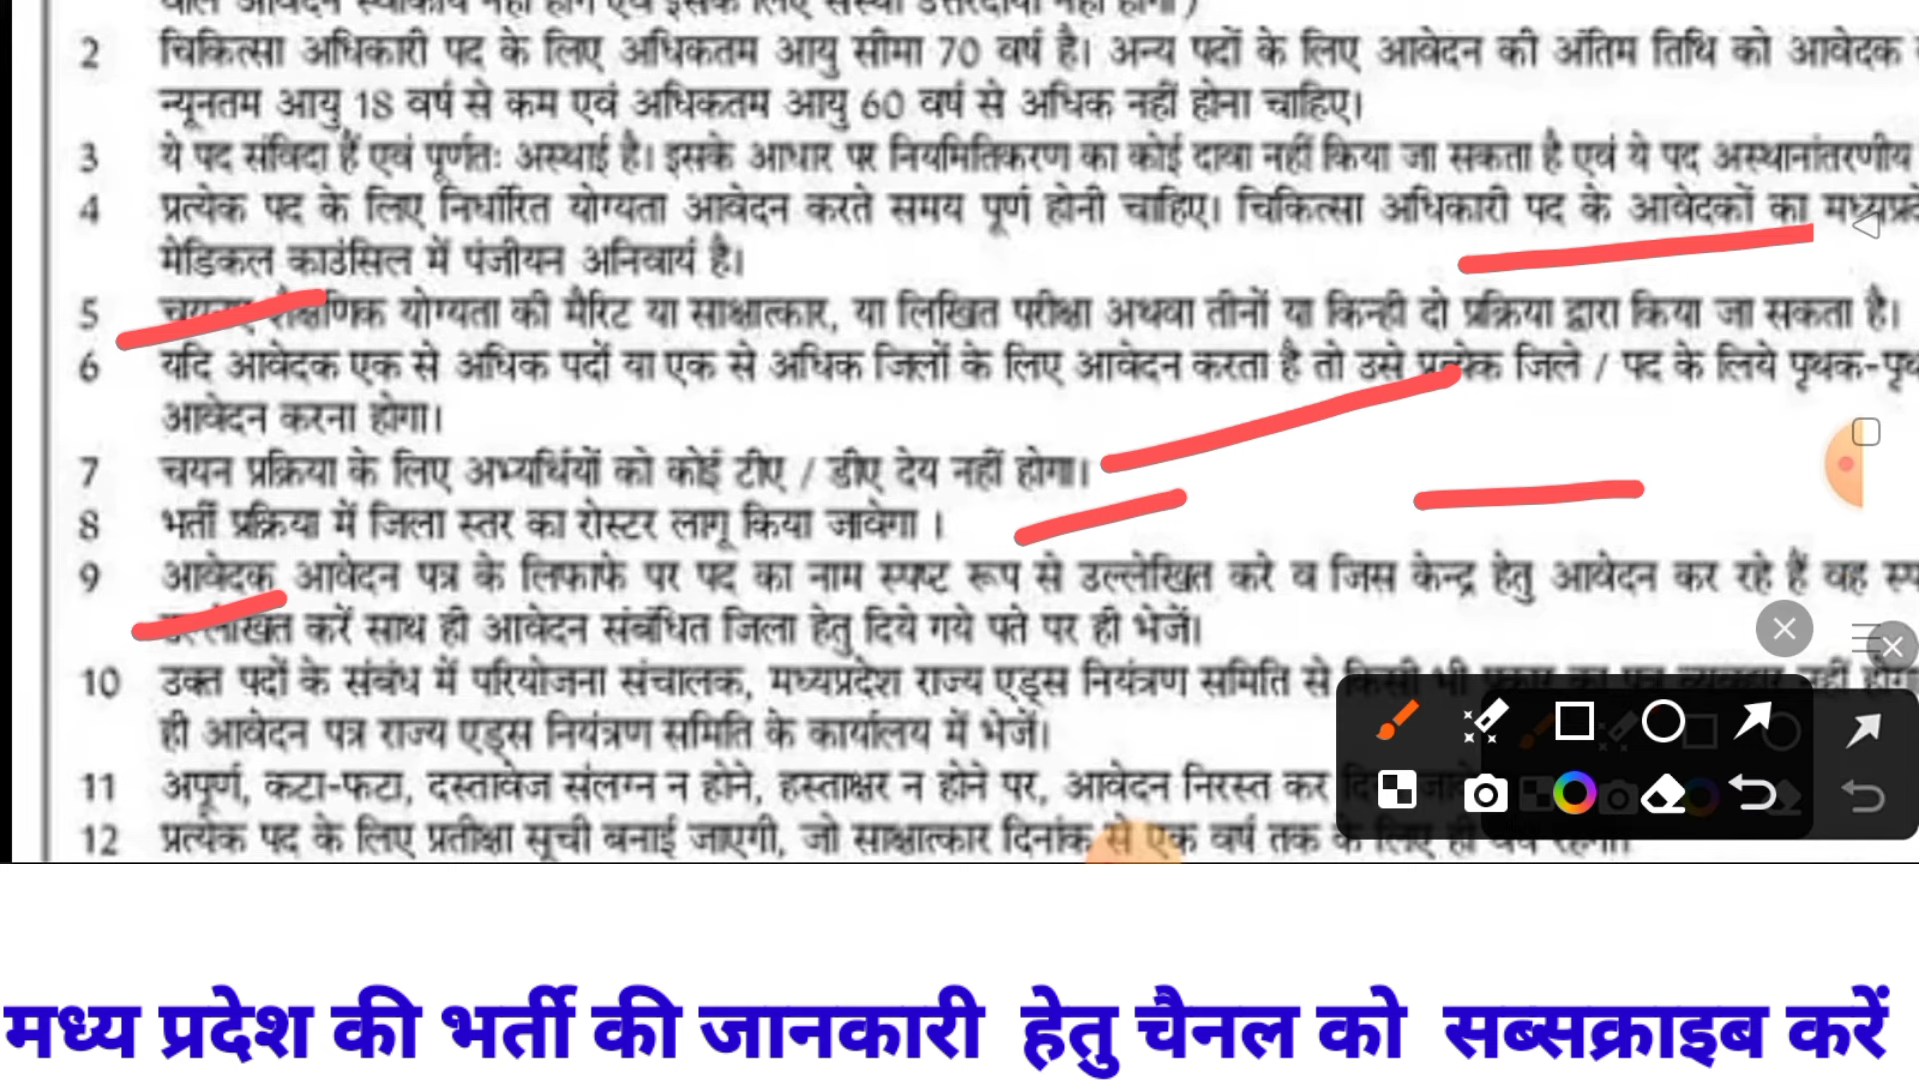 2 चिकित्सा अधिकारी पद के लिए अधिकतम आयु सीमा 70 वर्ष है। अन्य पदों के लिए आवेदन की अंतिम तिथि को आवेदक
न्यूनतम आयु 18 वर्ष से कम एवं अधिकतम आयु 60 वर्ष से अधिक नहीं होना चाहिए।
3 ये पद संविदा हैं एवं पूर्णतः अस्थाई है। इसके आधार पर नियमितिकरण का कोई दावा नहीं किया जा सकता है एवं ये पद अस्थानांतरणीय
4 प्रत्येक पद के लिए निर्धारित योग्यता आवेदन करते समय पूर्ण होनी चाहिए। चिकित्सा अधिकारी पद के आवेदकों का
मेडिकल काउंसिल में पंजीयन अनिवार्य है।
5 शैक्षणिक योग्यता की मैरिट या साक्षात्कार, या लिखित परीक्षा अथवा तीनों या किन्ही दो प्रक्रिया द्वारा किया जा सकता है।
6 यदि आवेदक एक से अधिक पदों या एक से अधिक जिलों के लिए आवेदन करता है तो उसे प्रत्येक जिले / पद के लिये
आवेदन करना होगा।
7 चयन प्रक्रिया के लिए अभ्यर्थियों को कोई टीए / डीए देय नहीं होगा।
8 भर्ती प्रक्रिया में जिला स्तर का रोस्टर लागू किया जावेगा ।
9 आवेदक आवेदन पत्र के लिफाफे पर पद का नाम स्पष्ट रूप से उल्लेखित करे व जिस केन्द्र हेतु आवेदन कर रहे हैं वह
उल्लेखित करें साथ ही आवेदन संबंधित जिला हेतु दिये गये पते पर ही भेजें।
10 उक्त पदों के संबंध में परियोजना संचालक, मध्यप्रदेश राज्य एड्स नियंत्रण समिति से किसी भी प्रकार का पत्र व्यवहार नहीं
ही आवेदन पत्र राज्य एड्स नियंत्रण समिति के कार्यालय में भेजें।
11 अपूर्ण, कटा-फटा, दस्तावेज संलग्न न होने, हस्ताक्षर न होने पर, आवेदन निरस्त कर
12 प्रत्येक पद के लिए प्रतीक्षा सूची बनाई जाएगी, जो साक्षात्कार दिनांक से एक वर्ष तक के लिए ही
मध्य प्रदेश की भर्ती की जानकारी हेतु चैनल को सब्सक्राइब करें